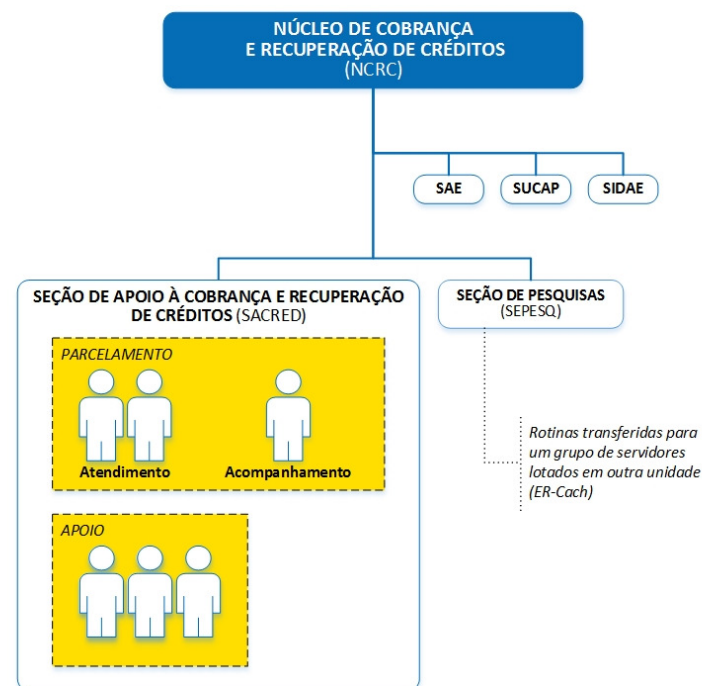 NÚCLEO DE COBRANÇA
E RECUPERAÇÃO DE CRÉDITOS
(NCRC)
SAE
SUCAP
SIDAE
SEÇÃO DE APOIO À COBRANÇA E RECUPERAÇÃO
DE CRÉDITOS (SACRED)
PARCELAMENTO
Atendimento
Acompanhamento
APOIO
SEÇÃO DE PESQUISAS
(SEPESQ)
Rotinas transferidas para
um grupo de servidores
lotados em outra unidade
(ER-Cach)